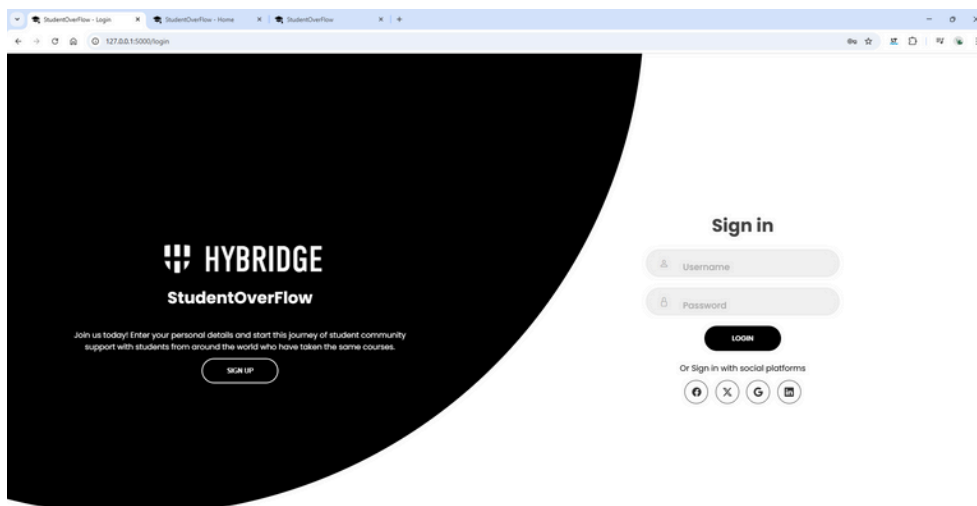 StudentOverFlow - Login
StudentOverFlow - Home
StudentOverFlow
127.0.0.1:5000/login
HYBRIDGE
StudentOverFlow
Join us today! Enter your personal details and start this journey of student community
support with students from around the world who have taken the same courses.
SIGN UP
Sign in
Username
Password
LOGIN
Or Sign in with social platforms